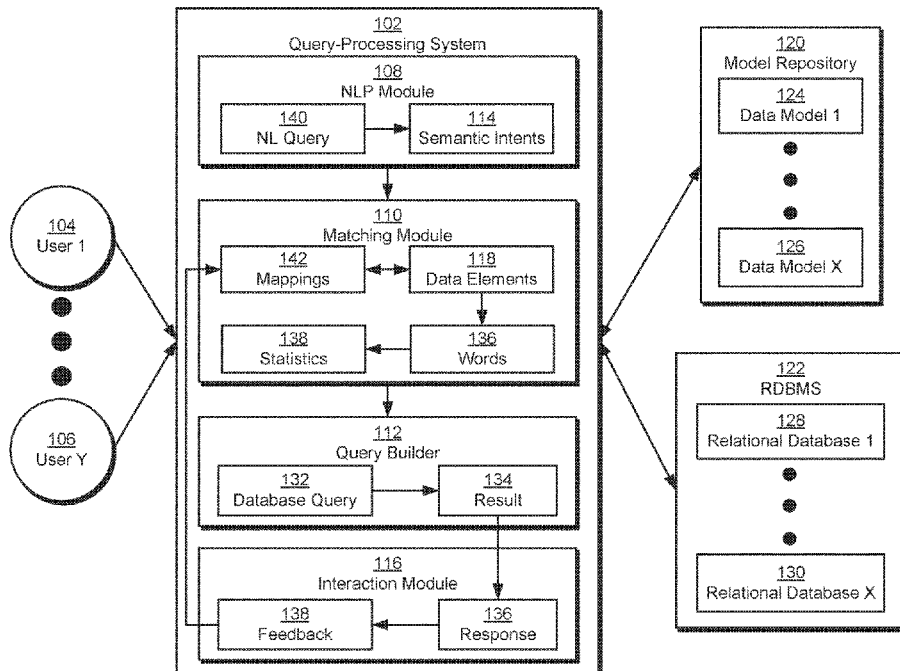 102
Query-Processing System
108
NLP Module
140
NL Query
114
Semantic Intents
110
Matching Module
142
Mappings
118
Data Elements
138
Statistics
136
Words
112
Query Builder
132
Database Query
134
Result
116
Interaction Module
138
Feedback
136
Response
104
User 1
106
User Y
120
Model Repository
124
Data Model 1
126
Data Model X
122
RDBMS
128
Relational Database 1
130
Relational Database X